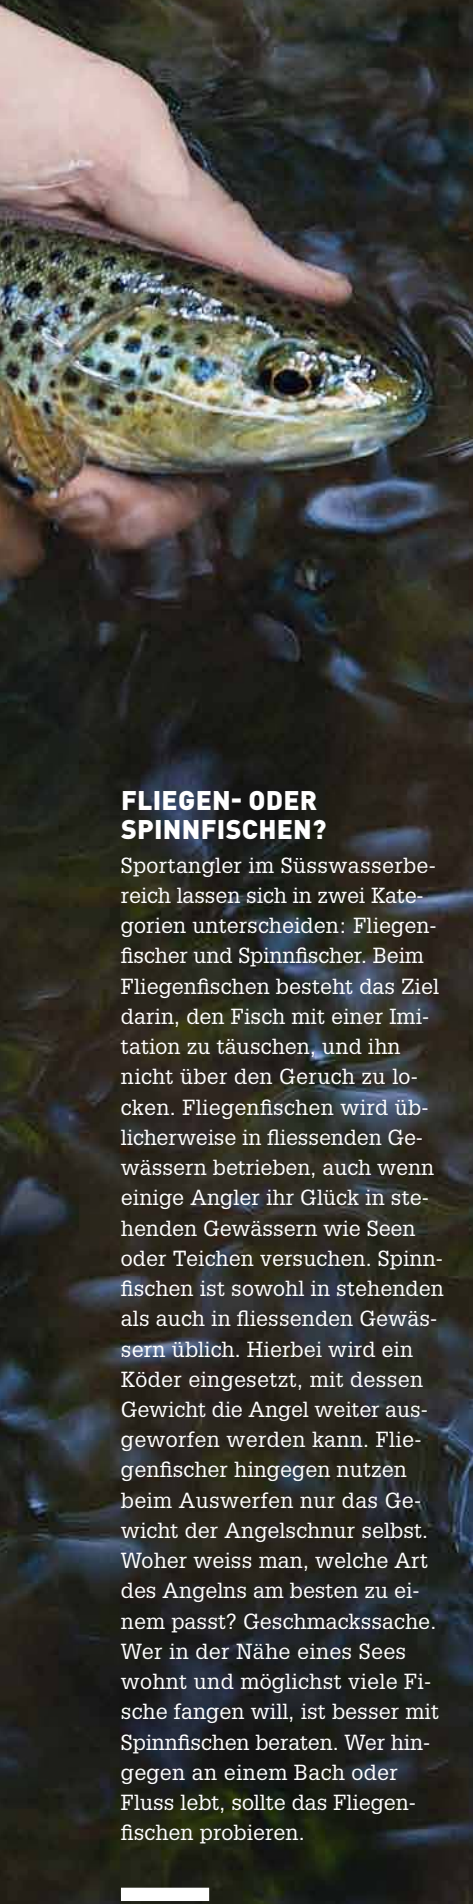 FLIEGEN- ODER
SPINNFISCHEN?
Sportangler im Süsswasserbe-
reich lassen sich in zwei Kate-
gorien unterscheiden: Fliegen-
fischer und Spinnfischer. Beim
Fliegenfischen besteht das Ziel
darin, den Fisch mit einer Imi-
tation zu täuschen, und ihn
nicht über den Geruch zu lo-
cken. Fliegenfischen wird üb-
licherweise in fliessenden Ge-
wässern betrieben, auch wenn
einige Angler ihr Glück in ste-
henden Gewässern wie Seen
oder Teichen versuchen. Spinn-
fischen ist sowohl in stehenden
als auch in fliessenden Gewäs-
sern üblich. Hierbei wird ein
Köder eingesetzt, mit dessen
Gewicht die Angel weiter aus-
geworfen werden kann. Flie-
genfischer hingegen nutzen
beim Auswerfen nur das Ge-
wicht der Angelschnur selbst.
Woher weiss man, welche Art
des Angelns am besten zu ei-
nem passt? Geschmackssache.
Wer in der Nähe eines Sees
wohnt und möglichst viele Fi-
sche fangen will, ist besser mit
Spinnfischen beraten. Wer hin-
gegen an einem Bach oder
Fluss lebt, sollte das Fliegen-
fischen probieren.